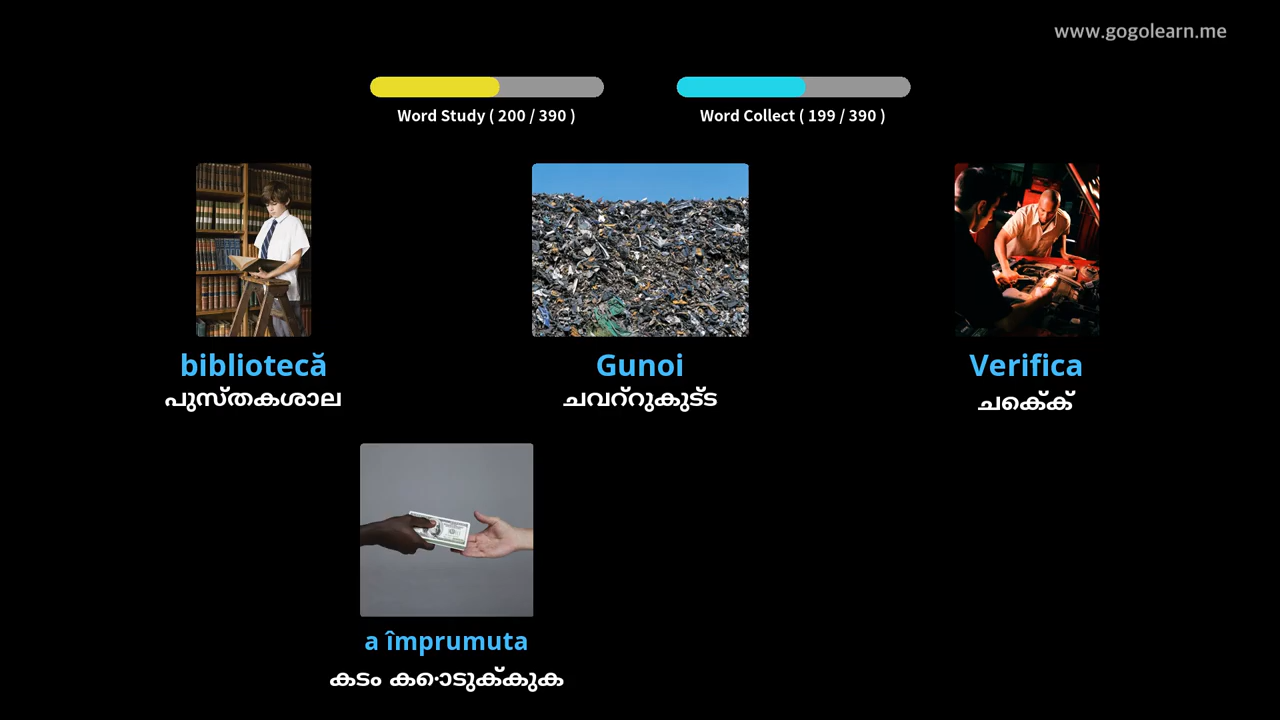 www.gogolearn.me
Word Study ( 200 / 390 )
Word Collect ( 199 / 390 )
bibliotecă
പുസ്തകശാല
Gunoi
ചവറ്റുകുട്ട
Verifica
ചെക്ക്
a împrumuta
കടം കൊടുക്കുക